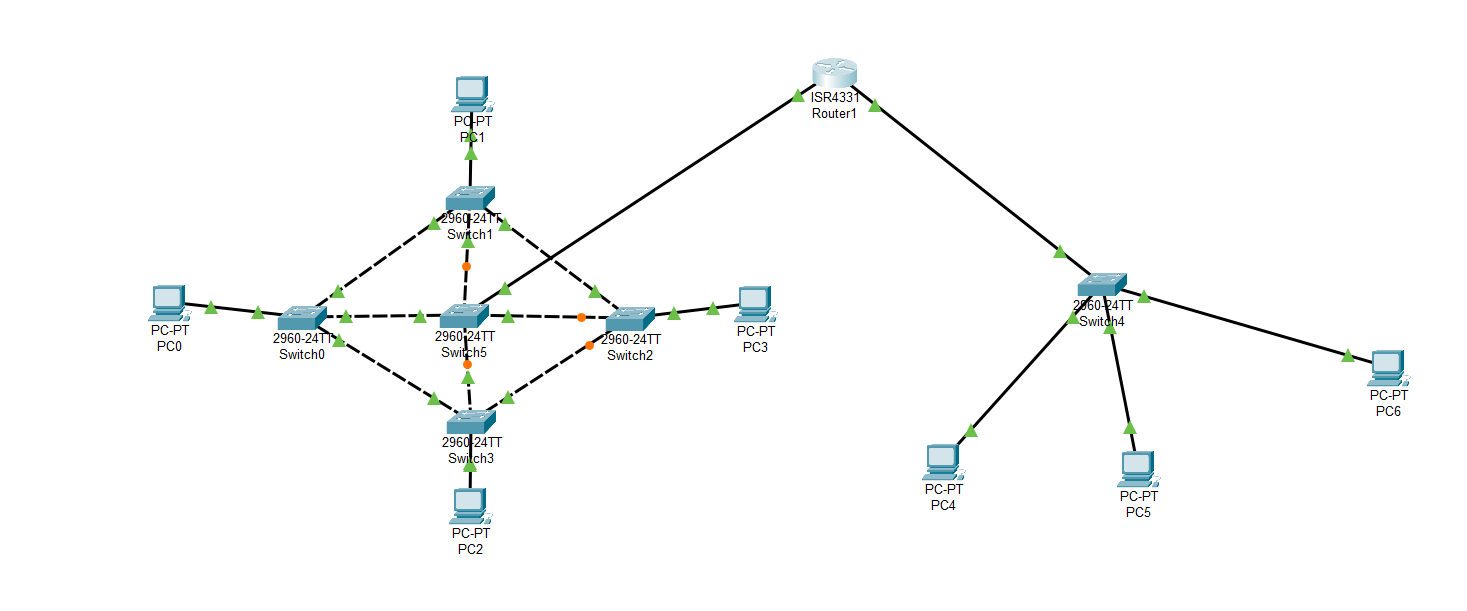 ISR4331
Router1
PC-PT
PC1
2960-24TT
Switch1
PC-PT
PC0
2960-24TT
Switch0
2960-24TT
Switch5
2960-24TT
Switch2
PC-PT
PC3
2960-24TT
Switch4
2960-24TT
Switch3
PC-PT
PC2
PC-PT
PC4
PC-PT
PC5
PC-PT
PC6